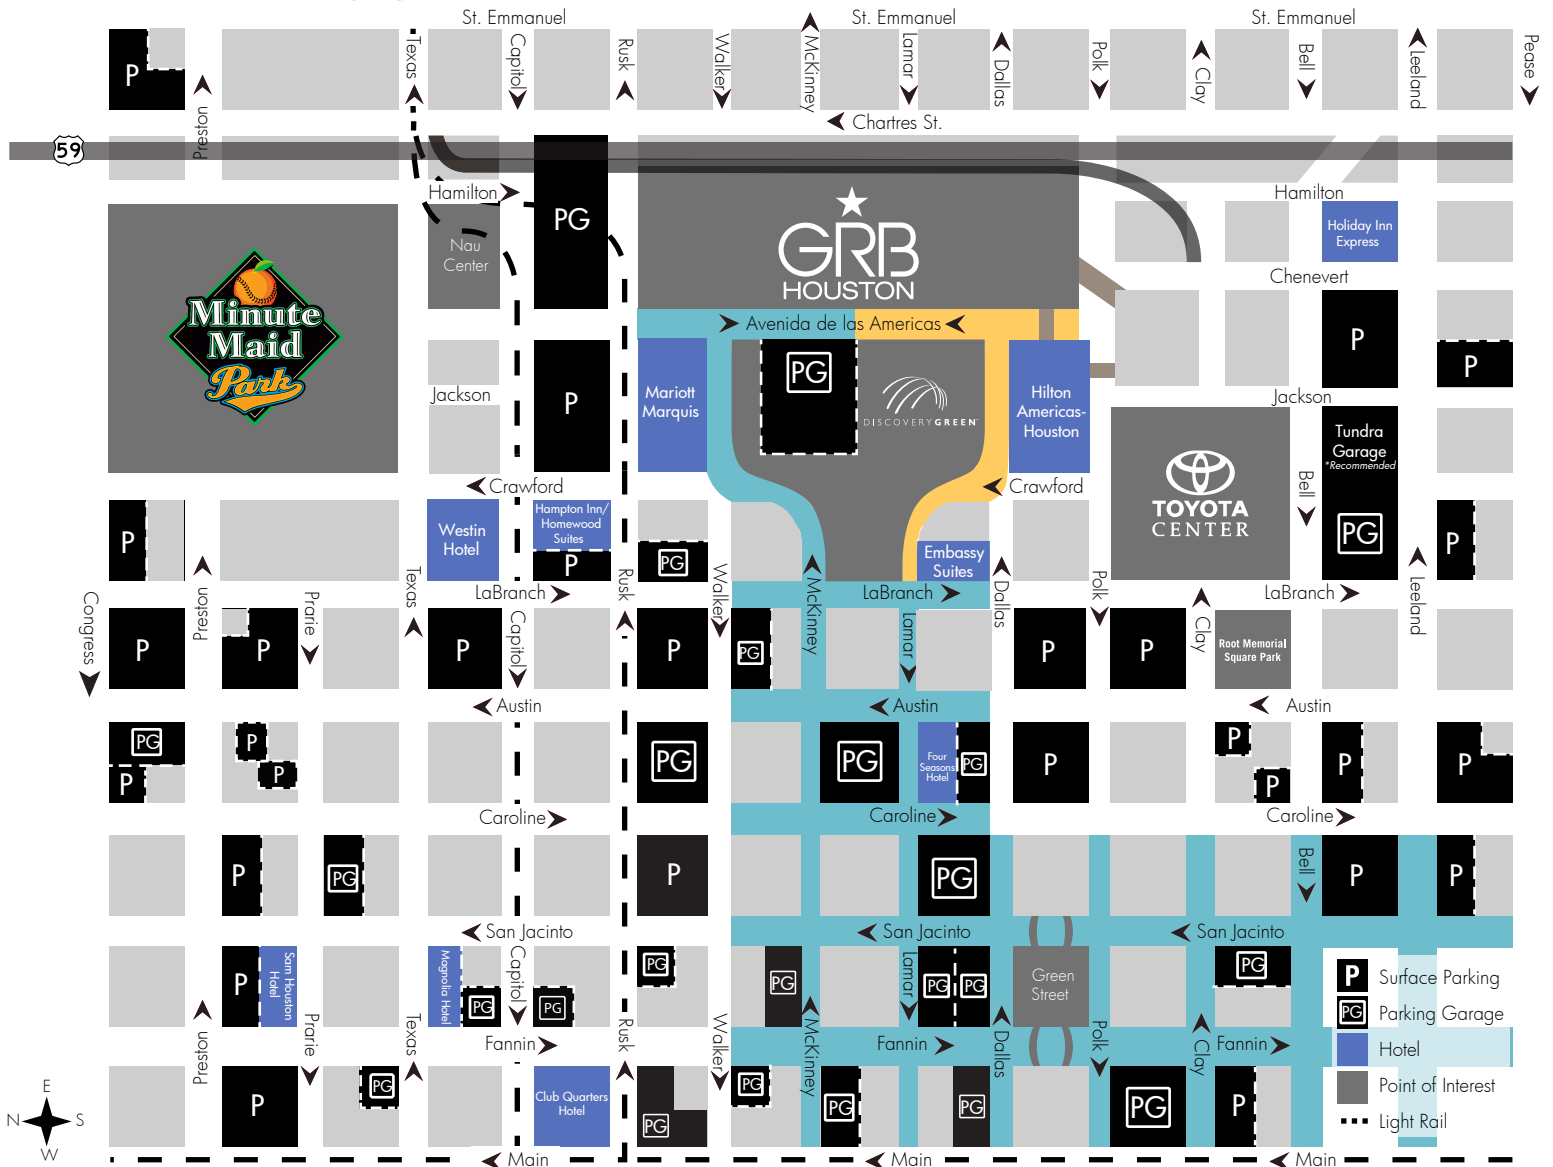 St. Emmanuel
St. Emmanuel
St. Emmanuel
Texas
Capitol
Rusk
Walker
McKinney
Lamar
Dallas
Polk
Clay
Bell
Leeland
Pease
P
Preston
Chartres St.
59
Hamilton
Hamilton
PG
Nau
Center
GRB
HOUSTON
Holiday Inn
Express
Chenevert
Minute
Maid
Park
Avenida de las Americas
P
PG
P
P
Mariott
Marquis
DISCOVERYGREEN
Hilton
Americas-
Houston
Jackson
Jackson
P
Tundra
Garage
*Recommended
PG
TOYOTA
CENTER
Bell
Crawford
Crawford
P
Westin
Hotel
Hampton Inn/
Homewood
Suites
P
PG
Embassy
Suites
P
LaBranch
LaBranch
LaBranch
Congress
Preston
Prarie
Texas
Capitol
Rusk
Walker
McKinney
Lamar
Dallas
Polk
Clay
Leeland
P
P
P
P
PG
P
P
Root Memorial
Square Park
Austin
Austin
Austin
PG
P
P
P
PG
PG
Four
Seasons
Hotel
PG
P
P
P
P
P
Caroline
Caroline
Caroline
P
PG
P
PG
Bell
P
P
San Jacinto
San Jacinto
San Jacinto
P
Sam Houston
Hotel
Magnolia Hotel
PG
Capitol
PG
PG
PG
Lamar
PG
PG
Green
Street
PG
P
Surface Parking
PG
Parking Garage
Hotel
Point of Interest
Light Rail
Fannin
Fannin
Fannin
Preston
Prarie
Texas
Rusk
Walker
McKinney
Dallas
Polk
Clay
P
PG
Club Quarters
Hotel
PG
PG
PG
PG
PG
P
E
N
S
W
Main
Main
Main